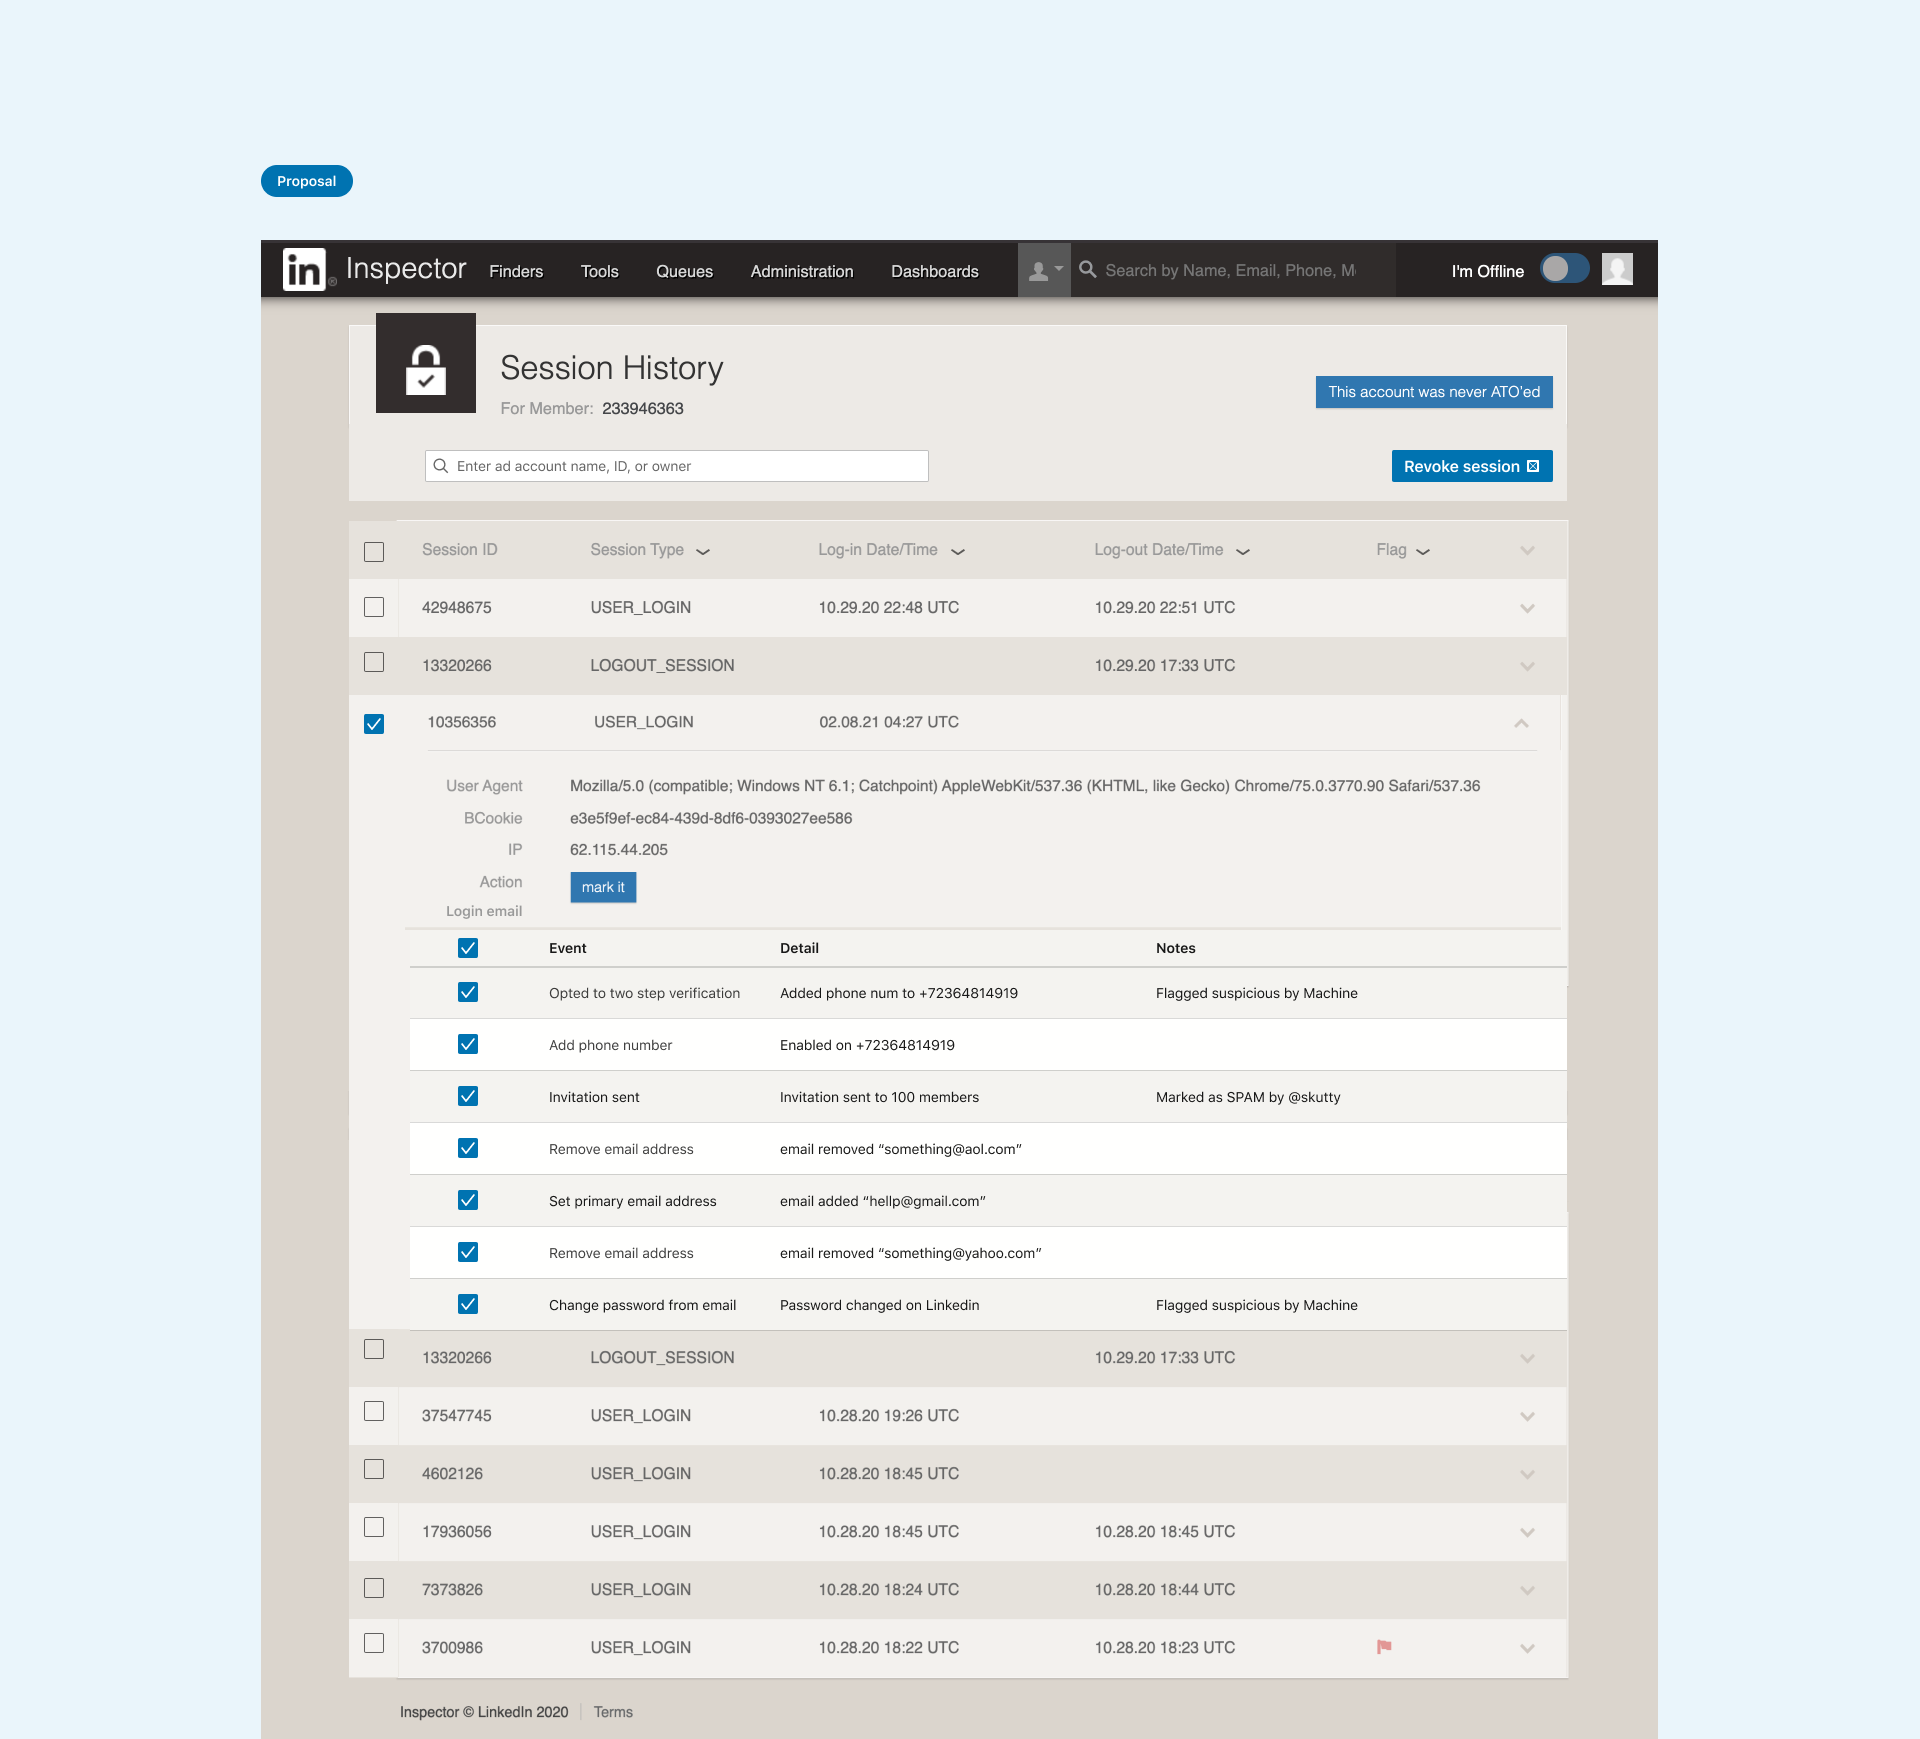 Proposal
in® Inspector Finders Tools Queues Administration Dashboards Search by Name, Email, Phone, M I'm Offline
Session History
This account was never ATO'ed
For Member: 233946363
Enter ad account name, ID, or owner Revoke session
Session ID Session Type Log-in Date/Time Log-out Date/Time Flag
42948675 USER_LOGIN 10.29.20 22:48 UTC 10.29.20 22:51 UTC
13320266 LOGOUT_SESSION 10.29.20 17:33 UTC
10356356 USER_LOGIN 02.08.21 04:27 UTC
User Agent Mozilla/5.0 (compatible; Windows NT 6.1; Catchpoint) AppleWebKit/537.36 (KHTML, like Gecko) Chrome/75.0.3770.90 Safari/537.36
BCookie e3e5f9ef-ec84-439d-8df6-0393027ee586
IP 62.115.44.205
Action mark it
Login email
Event Detail Notes
Opted to two step verification Added phone num to +72364814919 Flagged suspicious by Machine
Add phone number Enabled on +72364814919
Invitation sent Invitation sent to 100 members Marked as SPAM by @skutty
Remove email address email removed “something@aol.com”
Set primary email address email added “hellp@gmail.com”
Remove email address email removed “something@yahoo.com”
Change password from email Password changed on Linkedin Flagged suspicious by Machine
13320266 LOGOUT_SESSION 10.29.20 17:33 UTC
37547745 USER_LOGIN 10.28.20 19:26 UTC
4602126 USER_LOGIN 10.28.20 18:45 UTC
17936056 USER_LOGIN 10.28.20 18:45 UTC 10.28.20 18:45 UTC
7373826 USER_LOGIN 10.28.20 18:24 UTC 10.28.20 18:44 UTC
3700986 USER_LOGIN 10.28.20 18:22 UTC 10.28.20 18:23 UTC
Inspector © LinkedIn 2020 Terms